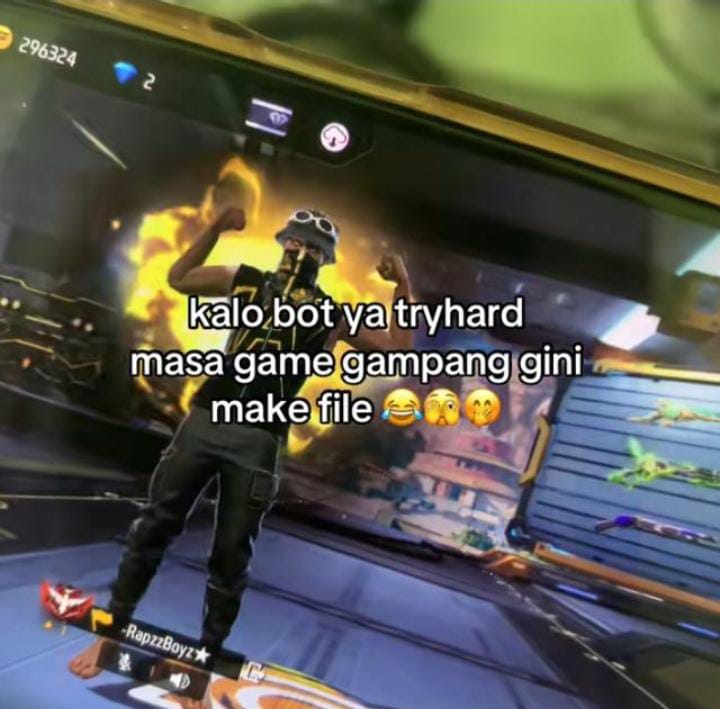 296324
2
kalo bot ya tryhard
masa game gampang gini
make file 😂🫣🤭
-RapzzBoyz★